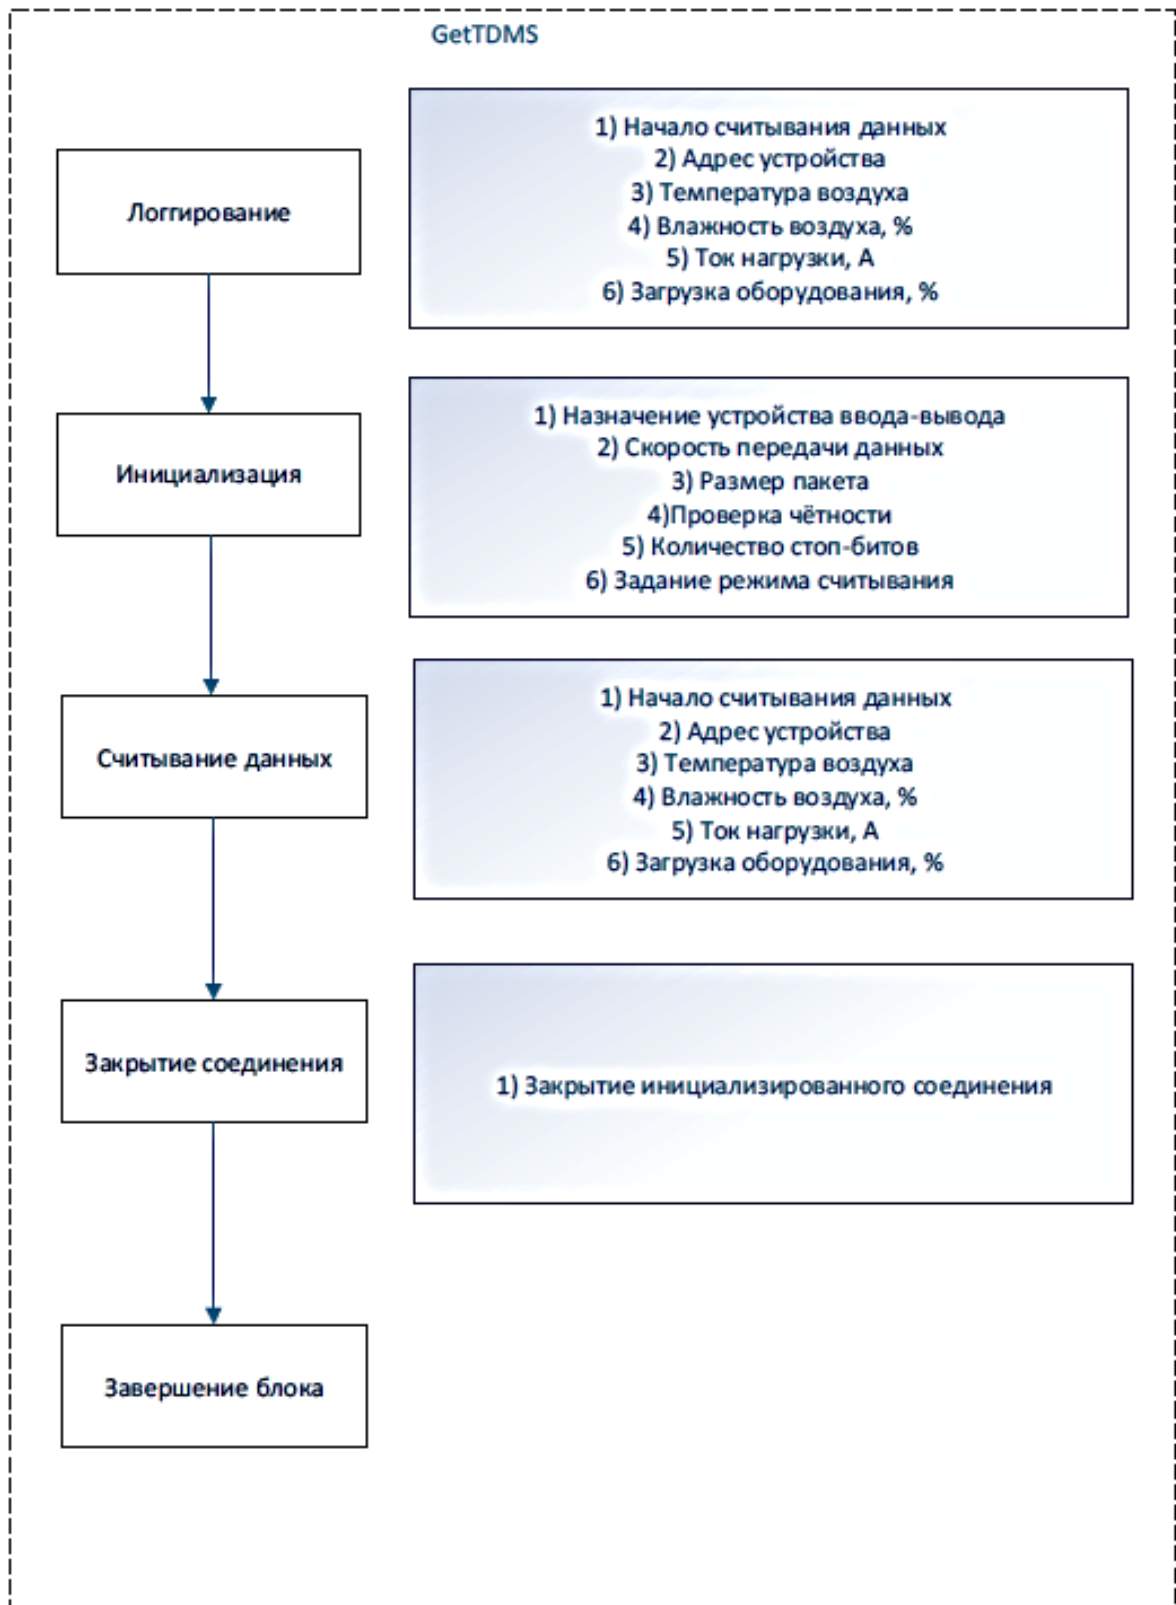 GetTDMS
Логгирование
1) Начало считывания данных
2) Адрес устройства
3) Температура воздуха
4) Влажность воздуха, %
5) Ток нагрузки, А
6) Загрузка оборудования, %
Инициализация
1) Назначение устройства ввода-вывода
2) Скорость передачи данных
3) Размер пакета
4)Проверка чётности
5) Количество стоп-битов
6) Задание режима считывания
Считывание данных
1) Начало считывания данных
2) Адрес устройства
3) Температура воздуха
4) Влажность воздуха, %
5) Ток нагрузки, А
6) Загрузка оборудования, %
Закрытие соединения
1) Закрытие инициализированного соединения
Завершение блока